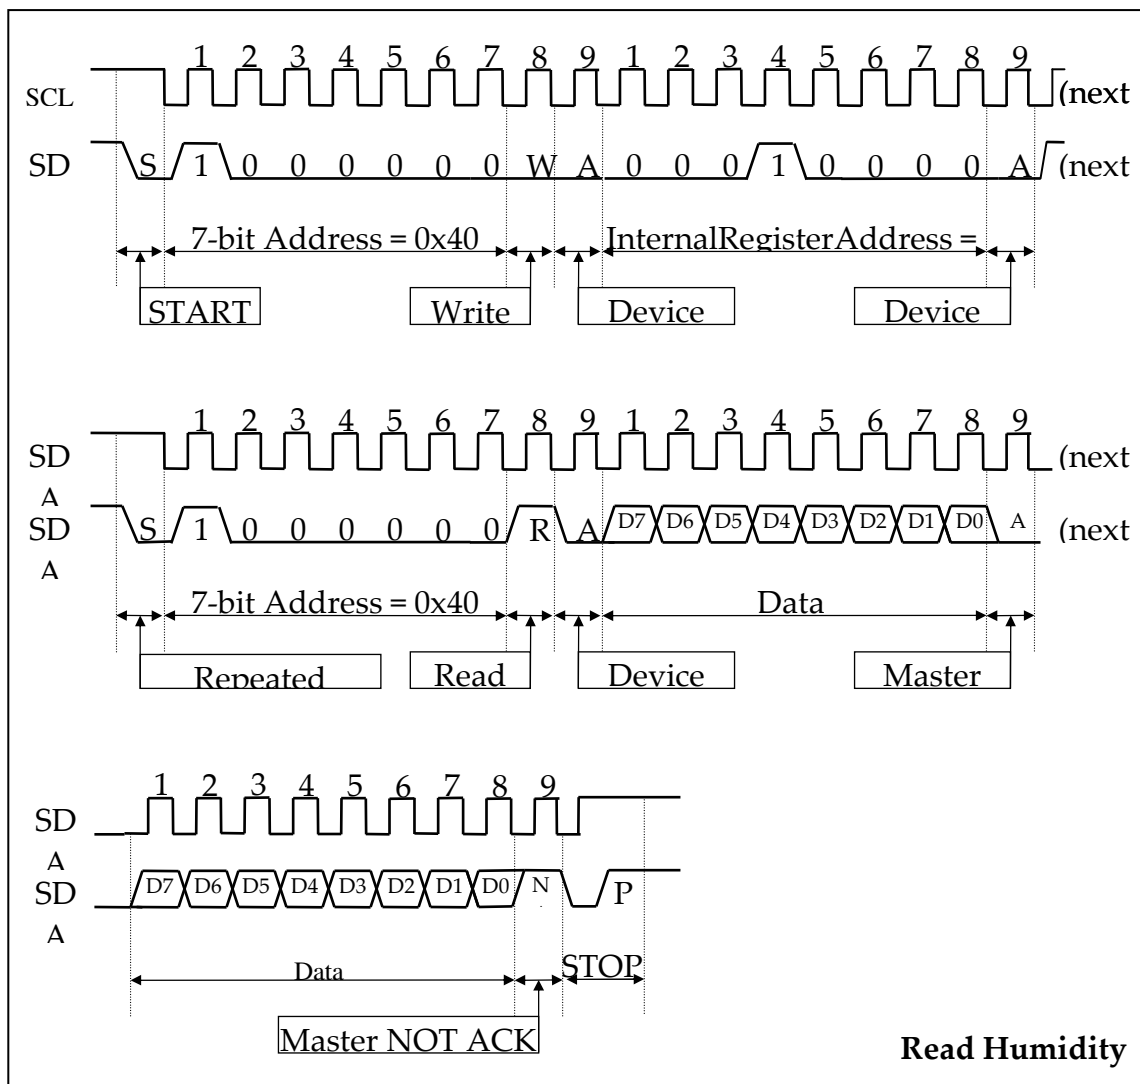 1 2 3 4 5 6 7 8 9 1 2 3 4 5 6 7 8 9
SCL (next
SD S 1 0 0 0 0 0 0 W A 0 0 0 1 0 0 0 0 A (next
7-bit Address = 0x40 InternalRegisterAddress =
START Write Device Device
1 2 3 4 5 6 7 8 9 1 2 3 4 5 6 7 8 9
SD (next
A
SD S 1 0 0 0 0 0 0 R A D7 D6 D5 D4 D3 D2 D1 D0 A (next
A
7-bit Address = 0x40 Data
Repeated Read Device Master
1 2 3 4 5 6 7 8 9
SD
A
SD D7 D6 D5 D4 D3 D2 D1 D0 N P
A
Data STOP
Master NOT ACK
Read Humidity